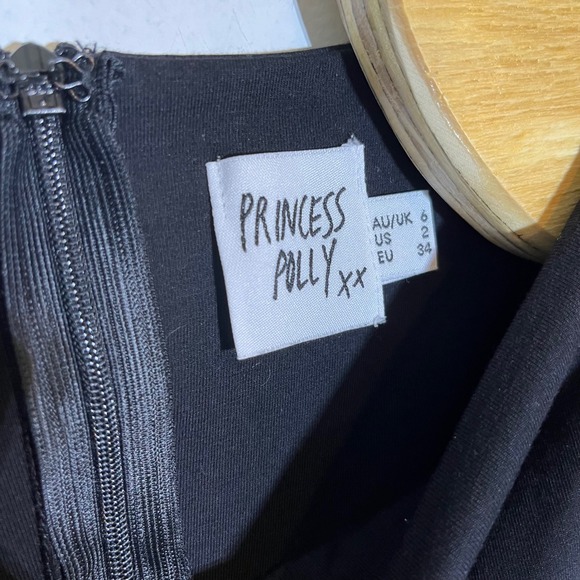 PRINCESS
POLLY xx
AU/UK 6
US 2
EU 34